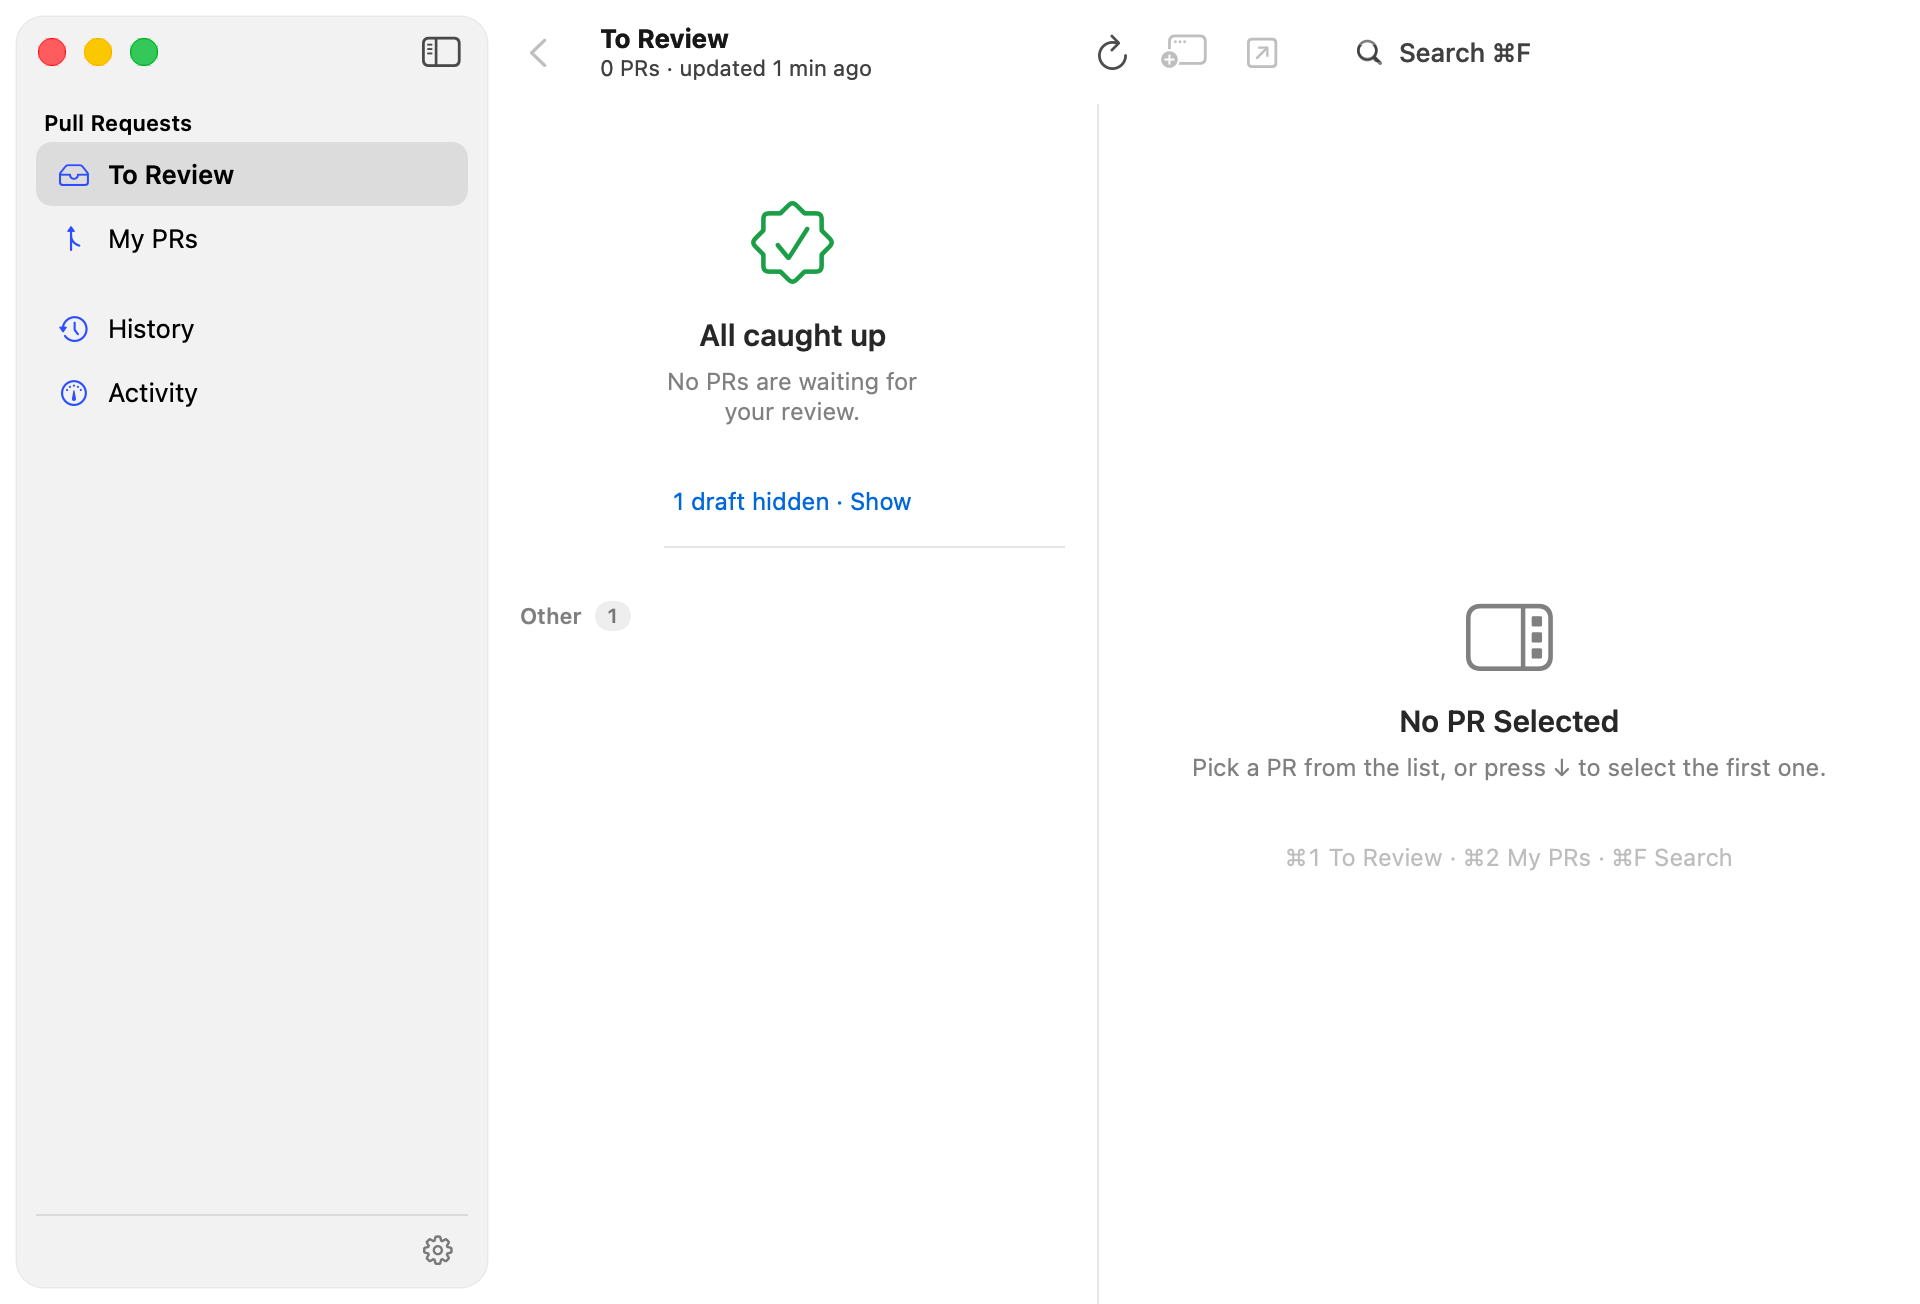 Pull Requests
To Review
My PRs
History
Activity
To Review
0 PRs · updated 1 min ago
Search ⌘F
All caught up
No PRs are waiting for
your review.
1 draft hidden · Show
Other 1
No PR Selected
Pick a PR from the list, or press ↓ to select the first one.
⌘1 To Review · ⌘2 My PRs · ⌘F Search